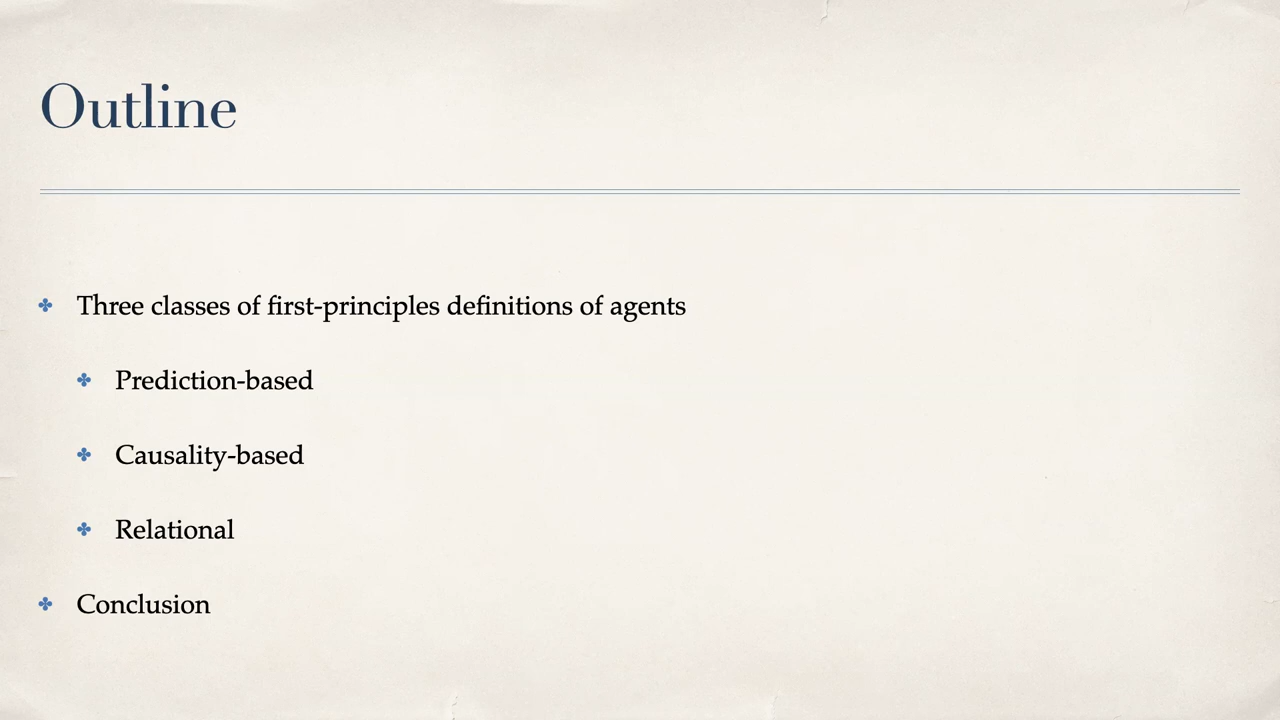 Outline
Three classes of first-principles definitions of agents
Prediction-based
Causality-based
Relational
Conclusion